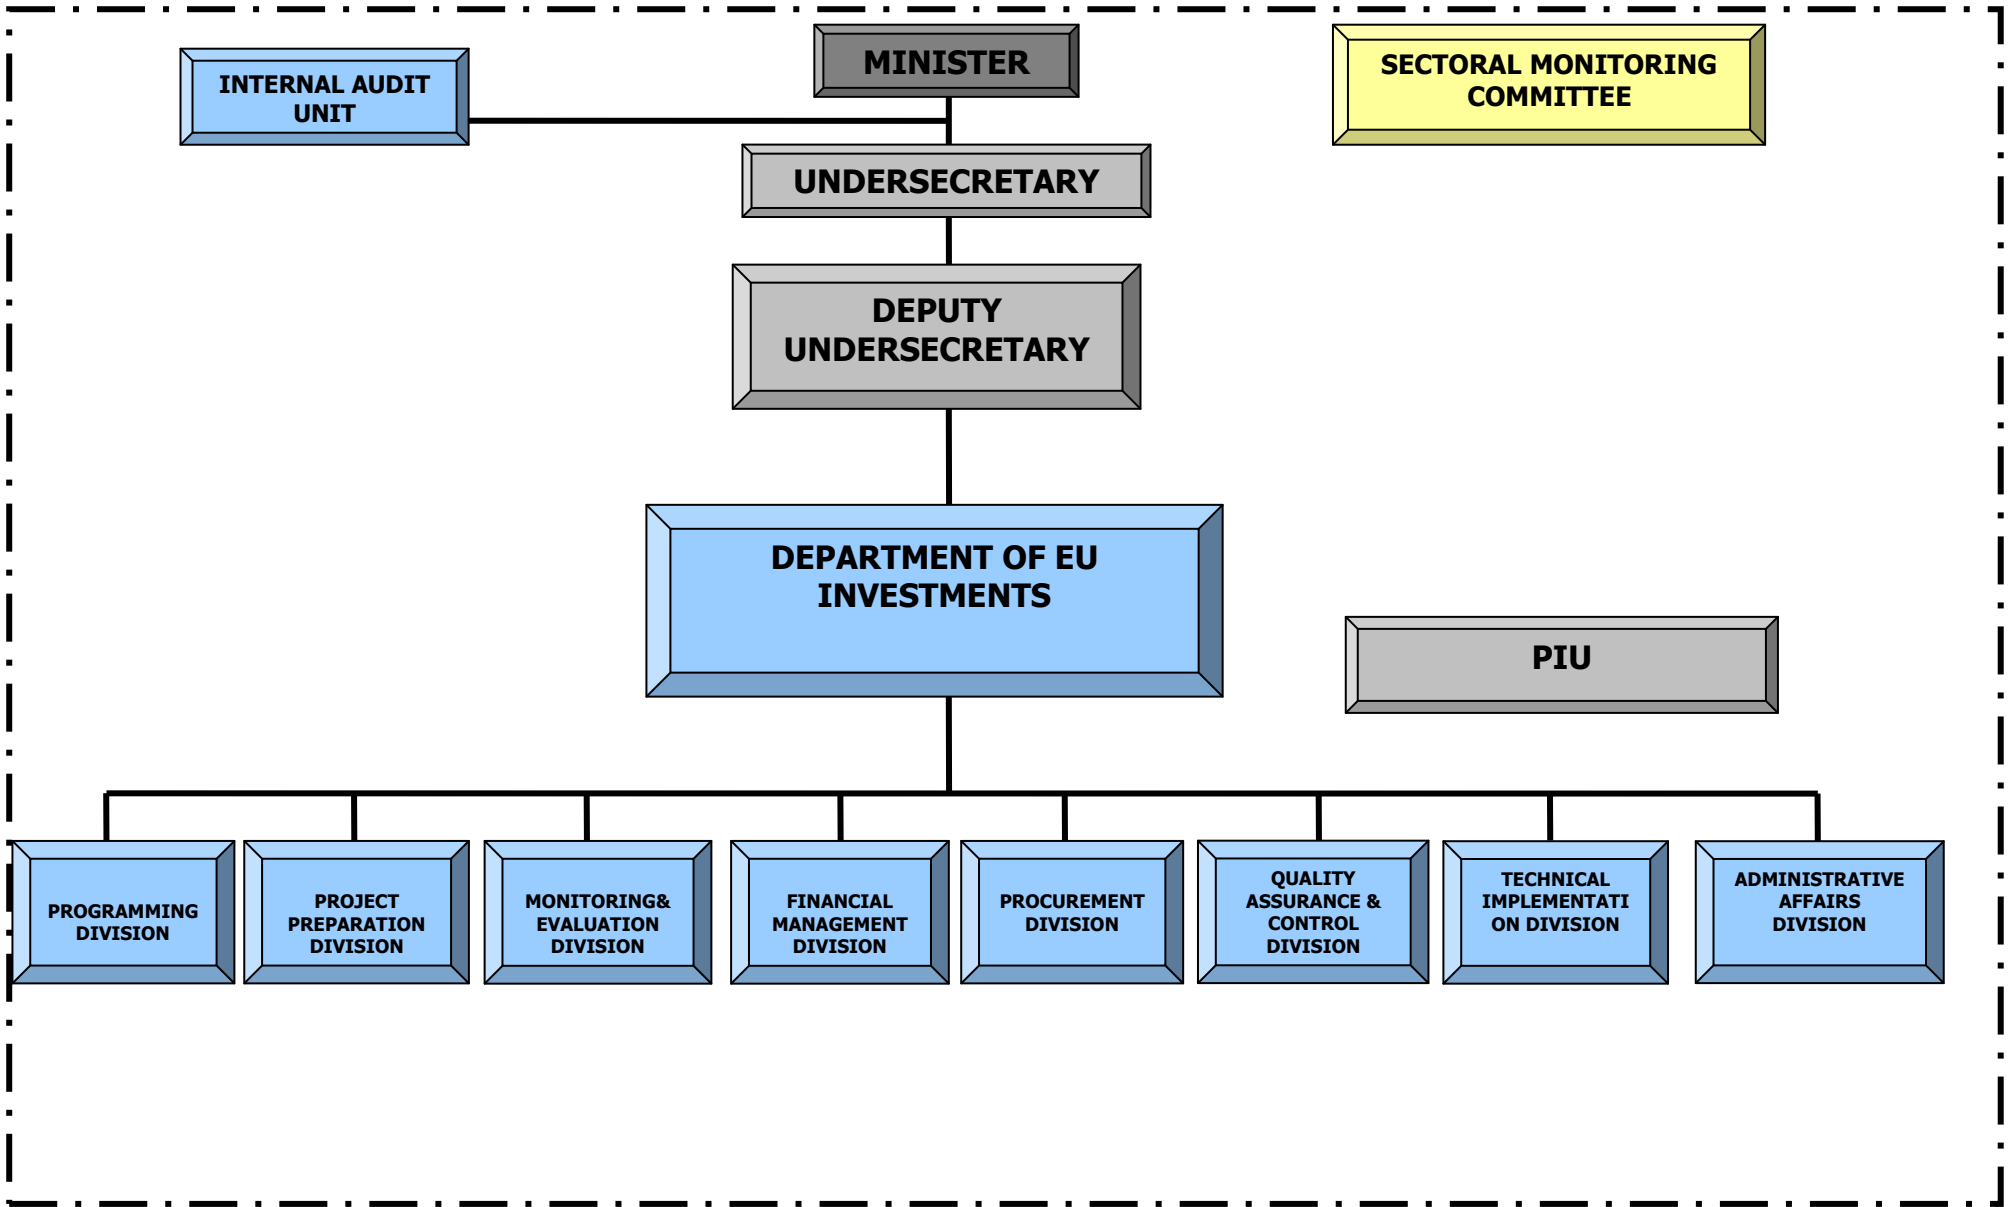 MINISTER
INTERNAL AUDIT
UNIT
SECTORAL MONITORING
COMMITTEE
UNDERSECRETARY
DEPUTY
UNDERSECRETARY
DEPARTMENT OF EU
INVESTMENTS
PIU
PROGRAMMING
DIVISION
PROJECT
PREPARATION
DIVISION
MONITORING&
EVALUATION
DIVISION
FINANCIAL
MANAGEMENT
DIVISION
PROCUREMENT
DIVISION
QUALITY
ASSURANCE &
CONTROL
DIVISION
TECHNICAL
IMPLEMENTATI
ON DIVISION
ADMINISTRATIVE
AFFAIRS
DIVISION